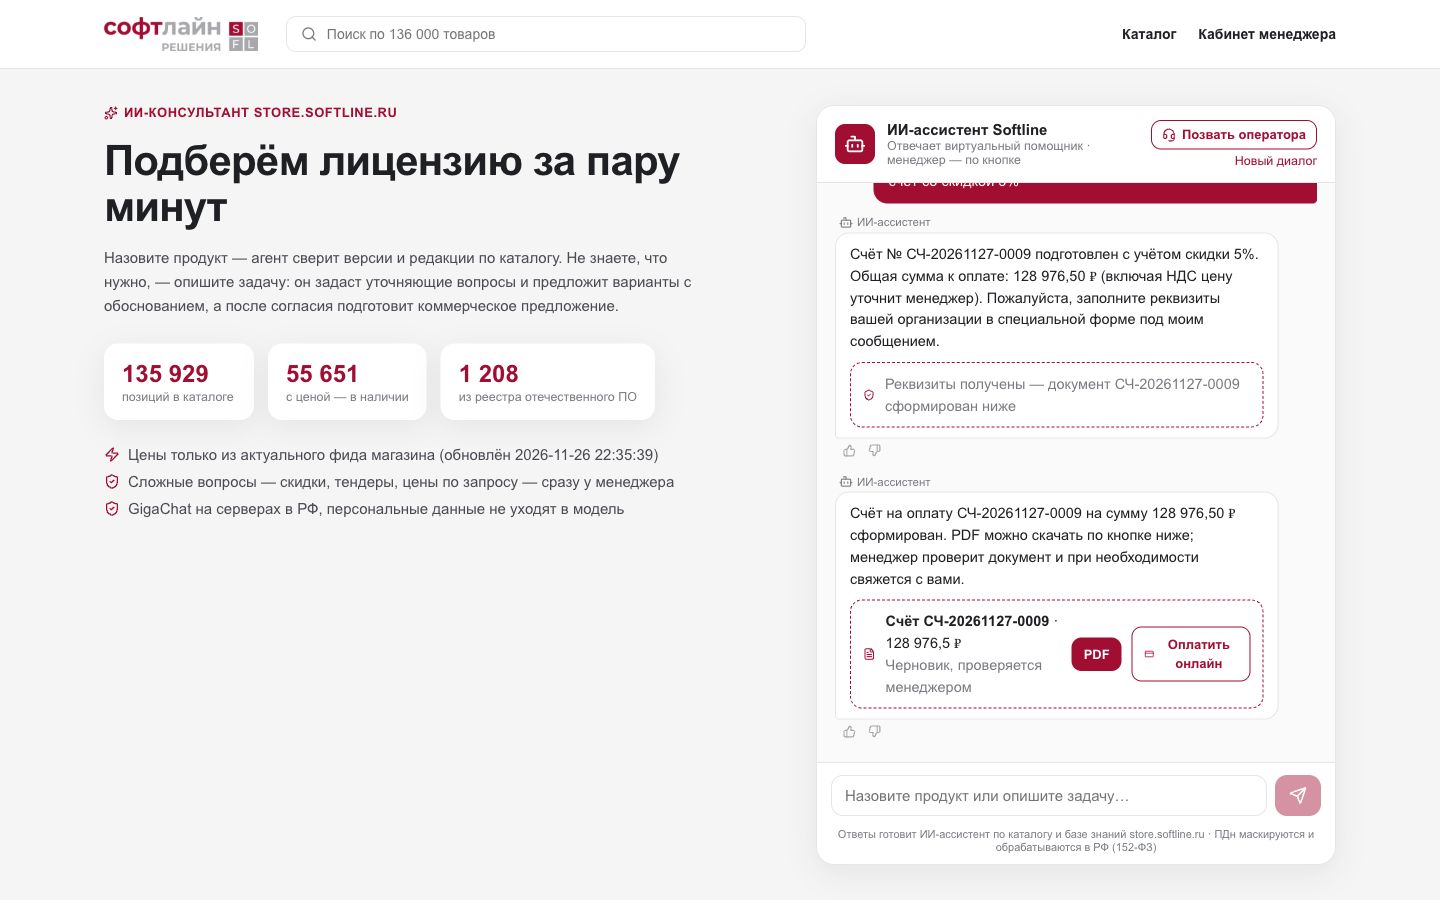 софтлайн
РЕШЕНИЯ
S O
F L
Поиск по 136 000 товаров
Каталог
Кабинет менеджера
ИИ-КОНСУЛЬТАНТ STORE.SOFTLINE.RU
Подберём лицензию за пару
минут
Назовите продукт — агент сверит версии и редакции по каталогу. Не знаете, что
нужно, — опишите задачу: он задаст уточняющие вопросы и предложит варианты с
обоснованием, а после согласия подготовит коммерческое предложение.
135 929
позиций в каталоге
55 651
с ценой — в наличии
1 208
из реестра отечественного ПО
Цены только из актуального фида магазина (обновлён 2026-11-26 22:35:39)
Сложные вопросы — скидки, тендеры, цены по запросу — сразу у менеджера
GigaChat на серверах в РФ, персональные данные не уходят в модель
ИИ-ассистент Softline
Отвечает виртуальный помощник ·
менеджер — по кнопке
Позвать оператора
Новый диалог
счёт со скидкой 5%
ИИ-ассистент
Счёт № СЧ-20261127-0009 подготовлен с учётом скидки 5%.
Общая сумма к оплате: 128 976,50 ₽ (включая НДС цену
уточнит менеджер). Пожалуйста, заполните реквизиты
вашей организации в специальной форме под моим
сообщением.
Реквизиты получены — документ СЧ-20261127-0009
сформирован ниже
ИИ-ассистент
Счёт на оплату СЧ-20261127-0009 на сумму 128 976,50 ₽
сформирован. PDF можно скачать по кнопке ниже;
менеджер проверит документ и при необходимости
свяжется с вами.
Счёт СЧ-20261127-0009 ·
128 976,5 ₽
Черновик, проверяется
менеджером
PDF
Оплатить
онлайн
Назовите продукт или опишите задачу…
Ответы готовит ИИ-ассистент по каталогу и базе знаний store.softline.ru · ПДн маскируются и
обрабатываются в РФ (152-ФЗ)